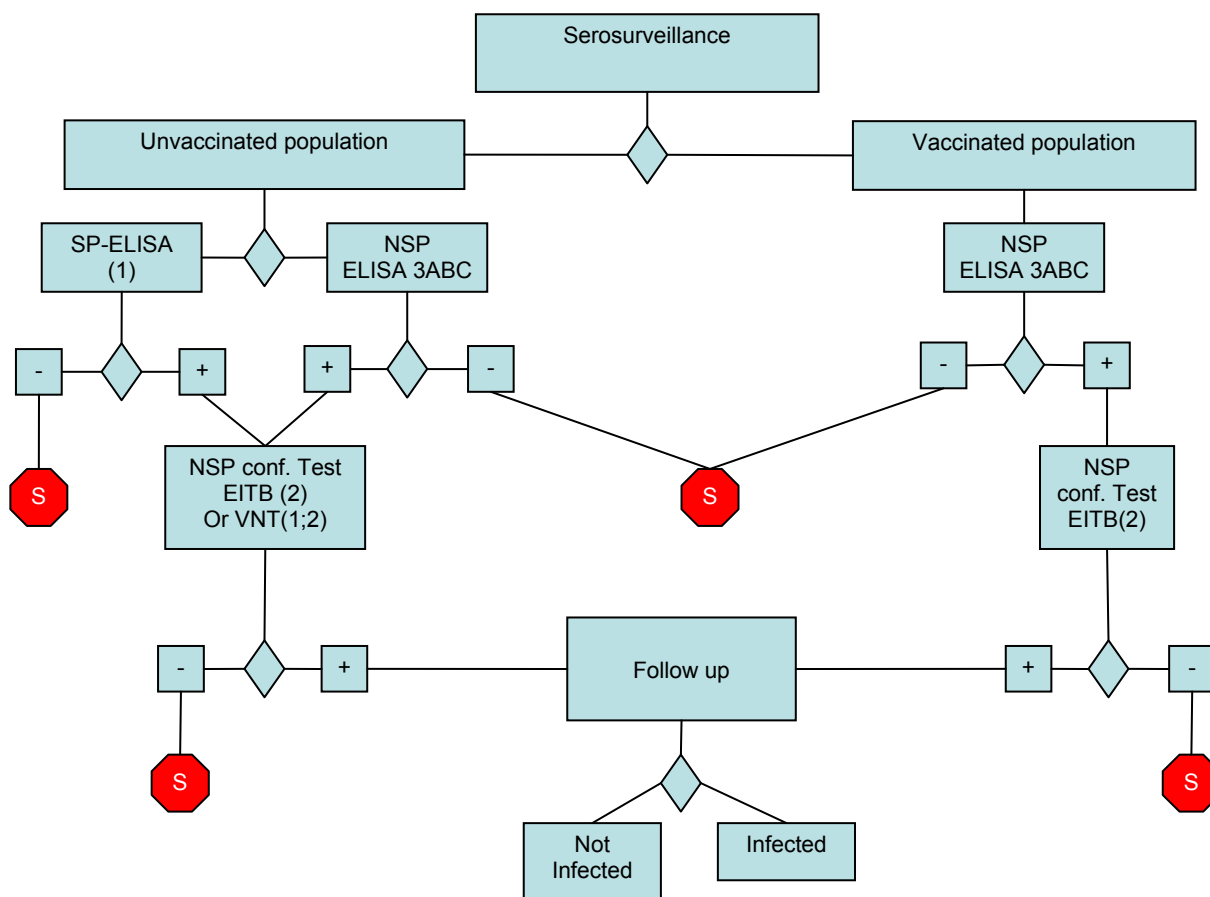 Serosurveillance
Unvaccinated population
Vaccinated population
SP-ELISA
(1)
NSP
ELISA 3ABC
NSP
ELISA 3ABC
-
+
+
-
-
+
S
NSP conf. Test
EITB (2)
Or VNT(1;2)
S
NSP
conf. Test
EITB(2)
-
+
Follow up
+
-
S
S
Not
Infected
Infected